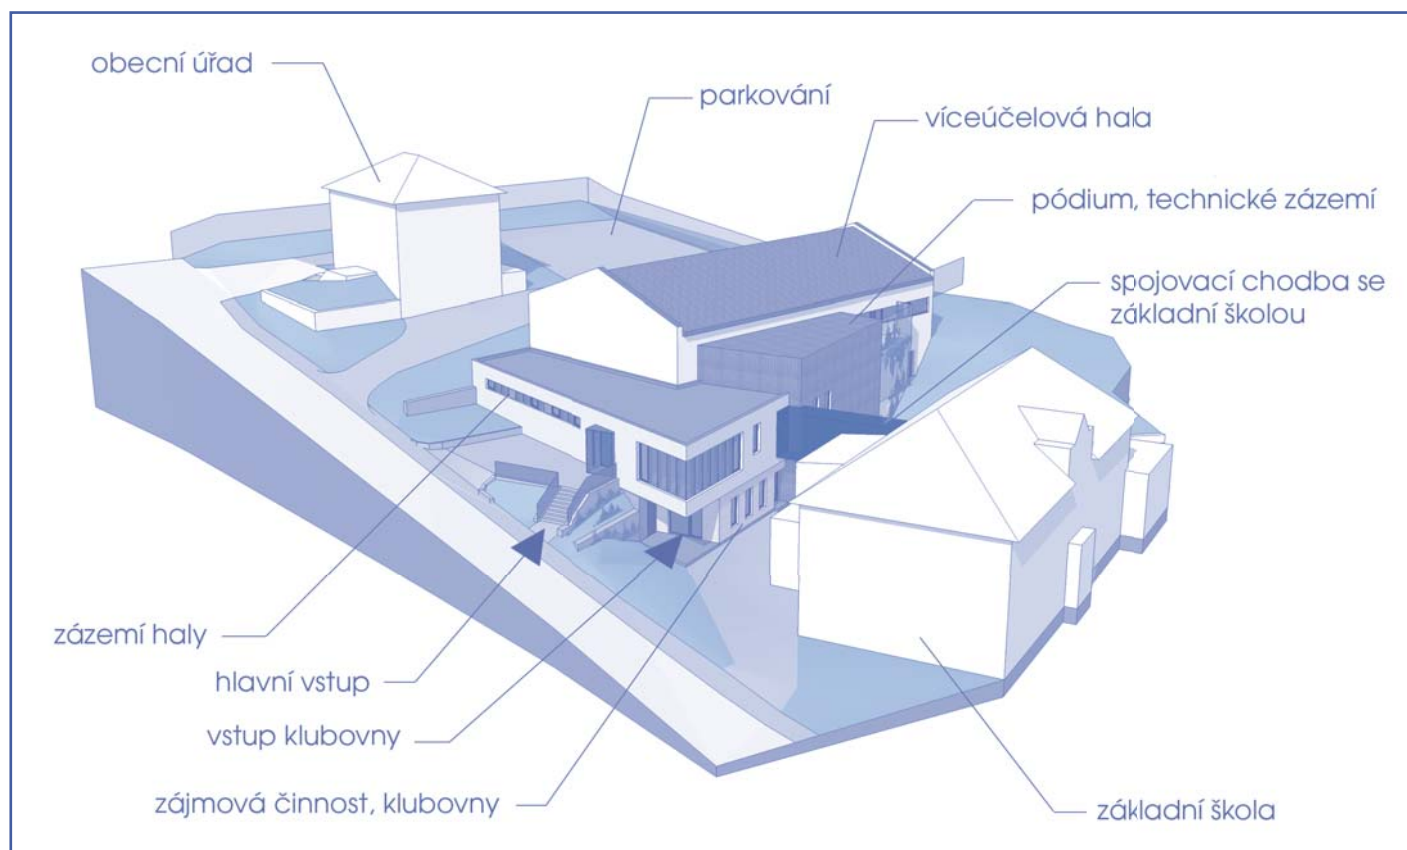 obecní úřad
parkování
víceúčelová hala
pódium, technické zázemí
spojovací chodba se
základní školou
zázemí haly
hlavní vstup
vstup klubovny
zájmová činnost, klubovny
základní škola